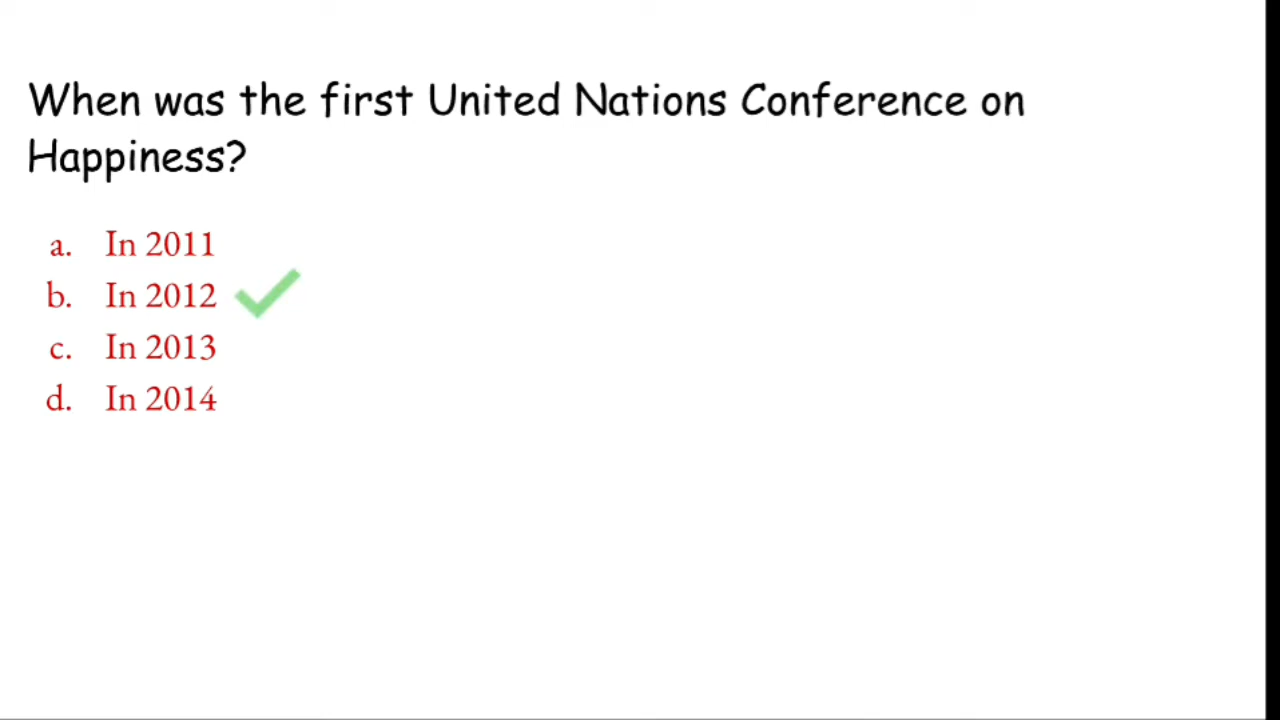 When was the first United Nations Conference on
Happiness?
a. In 2011
b. In 2012
c. In 2013
d. In 2014